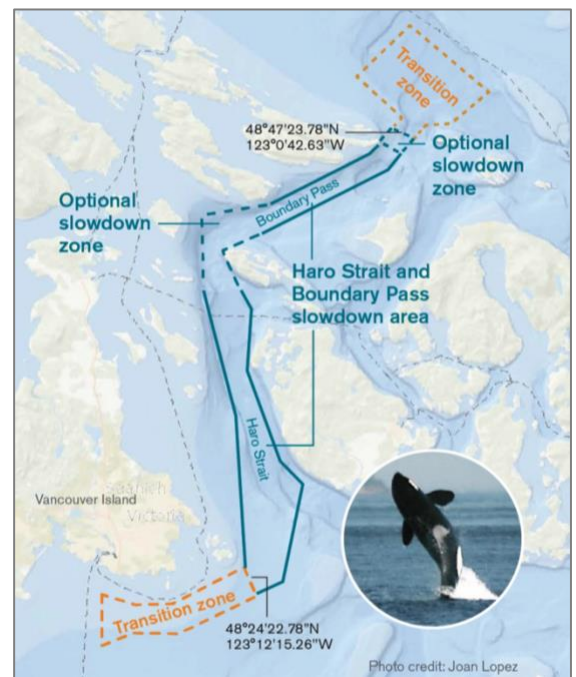 Transition
zone
48°47'23.78"N
123°0'42.63"W
Optional
slowdown
zone
Optional
slowdown
zone
Boundary Pass
Haro Strait and
Boundary Pass
slowdown area
Haro Strait
Vancouver Island
Saanich
Victoria
Transition zone
48°24'22.78"N
123°12'15.26"W
Photo credit: Joan Lopez